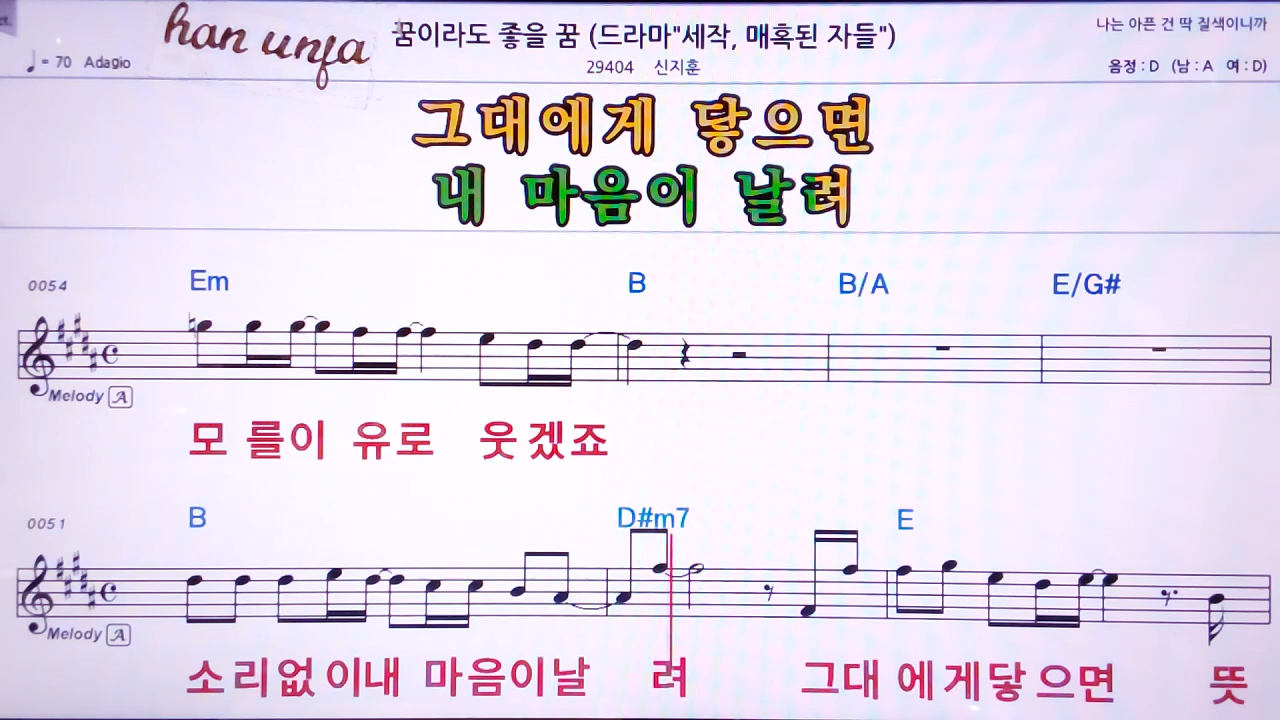 han unfa
꿈이라도 좋을 꿈 (드라마"세작, 매혹된 자들")
나는 아픈 건 딱 질색이니까
♩= 70 Adagio
29404 신지훈
음정 : D (남 : A 여 : D)
그대에게 닿으면
내 마음이 날려
0054 Em B B/A E/G#
Melody A
모 를이 유로 웃겠죠
0051 B D#m7 E
Melody A
소리없이내 마음이날 려 그대 에게닿으면 뜻